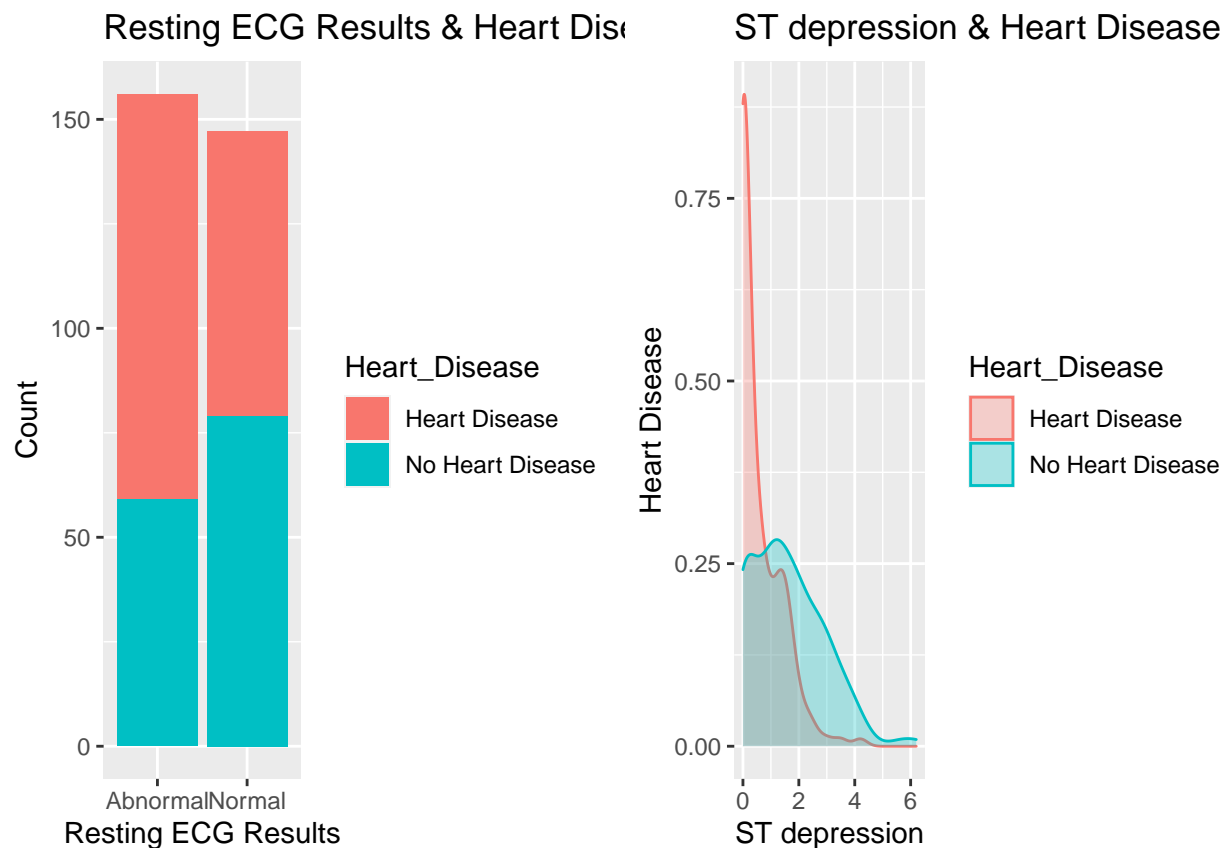 Resting ECG Results & Heart Dise
Count
150
100
50
0
Abnormal
Normal
Resting ECG Results
Heart_Disease
Heart Disease
No Heart Disease
ST depression & Heart Disease
Heart Disease
0.75
0.50
0.25
0.00
0
2
4
6
ST depression
Heart_Disease
Heart Disease
No Heart Disease